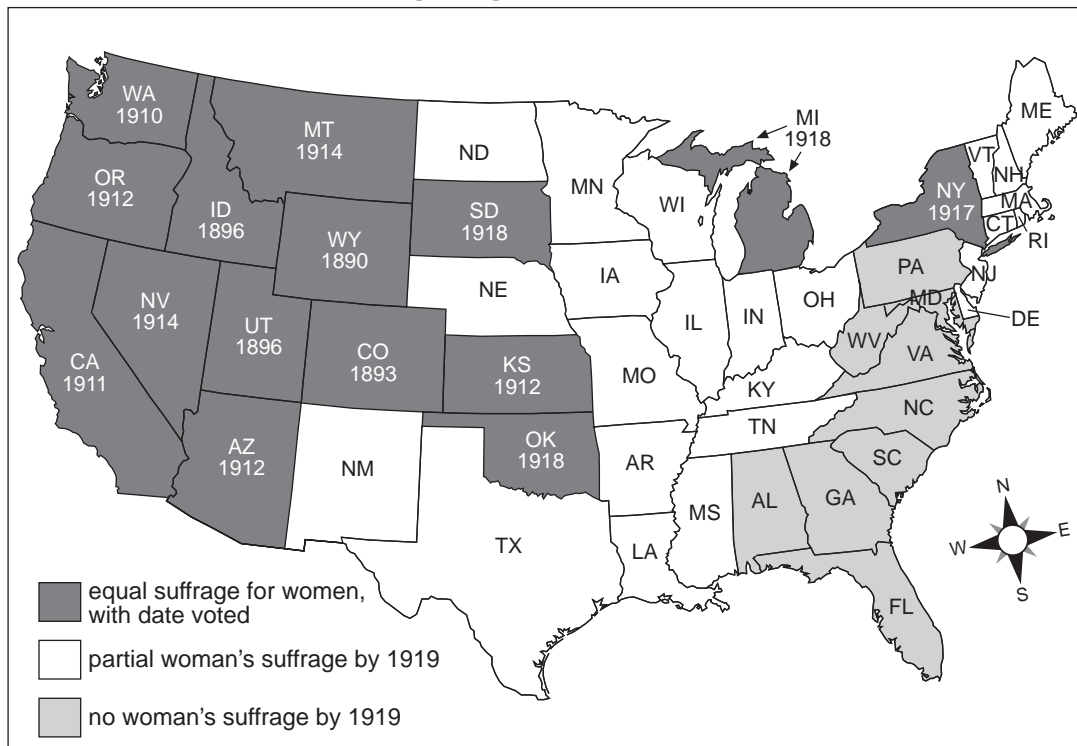 WA
1910
MT
1914
ND
MN
MI
1918
ME
VT
NH
OR
1912
ID
1896
WY
1890
SD
1918
WI
NY
1917
MA
CT
RI
NV
1914
UT
1896
CO
1893
NE
IA
IL
IN
OH
PA
NJ
MD
DE
CA
1911
KS
1912
MO
KY
WV
VA
AZ
1912
NM
OK
1918
AR
TN
NC
SC
TX
LA
MS
AL
GA
FL
N
W
E
S
equal suffrage for women,
with date voted
partial woman's suffrage by 1919
no woman's suffrage by 1919